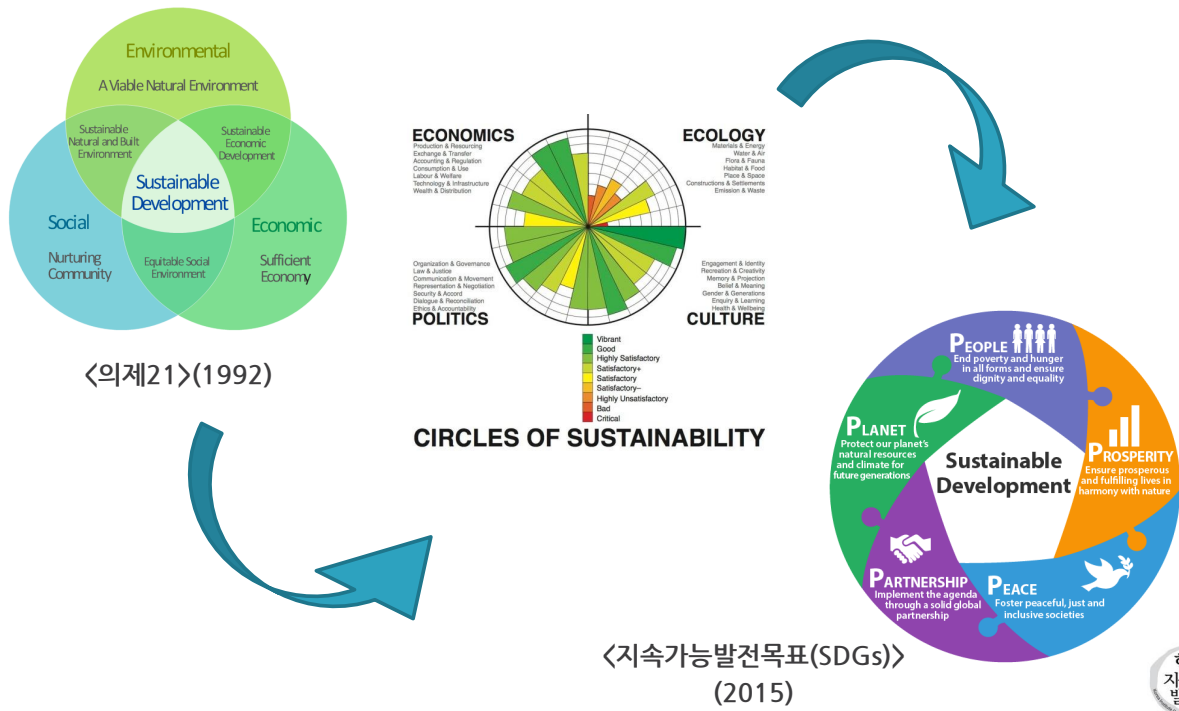 Environmental
A Viable Natural Environment
Sustainable
Natural and Built
Environment
Sustainable
Economic
Development
Sustainable
Development
Social
Nurturing
Community
Equitable Social
Environment
Economic
Sufficient
Economy
<의제21>(1992)
ECONOMICS
Production & Resourcing
Exchange & Transfer
Accounting & Regulation
Consumption & Use
Labour & Welfare
Technology & Infrastructure
Wealth & Distribution
ECOLOGY
Materials & Energy
Water & Air
Flora & Fauna
Habitat & Food
Place & Space
Constructions & Settlements
Emission & Waste
Organization & Governance
Law & Justice
Communication & Movement
Representation & Negotiation
Security & Accord
Dialogue & Reconciliation
Ethics & Accountability
POLITICS
Engagement & Identity
Recreation & Creativity
Memory & Projection
Belief & Meaning
Gender & Generations
Enquiry & Learning
Health & Wellbeing
CULTURE
Vibrant
Good
Highly Satisfactory
Satisfactory+
Satisfactory
Satisfactory–
Highly Unsatisfactory
Bad
Critical
CIRCLES OF SUSTAINABILITY
PEOPLE
End poverty and hunger
in all forms and ensure
dignity and equality
PLANET
Protect our planet's
natural resources
and climate for
future generations
PROSPERITY
Ensure prosperous
and fulfilling lives in
harmony with nature
Sustainable
Development
PARTNERSHIP
Implement the agenda
through a solid global
partnership
PEACE
Foster peaceful, just and
inclusive societies
<지속가능발전목표(SDGs)>
(2015)